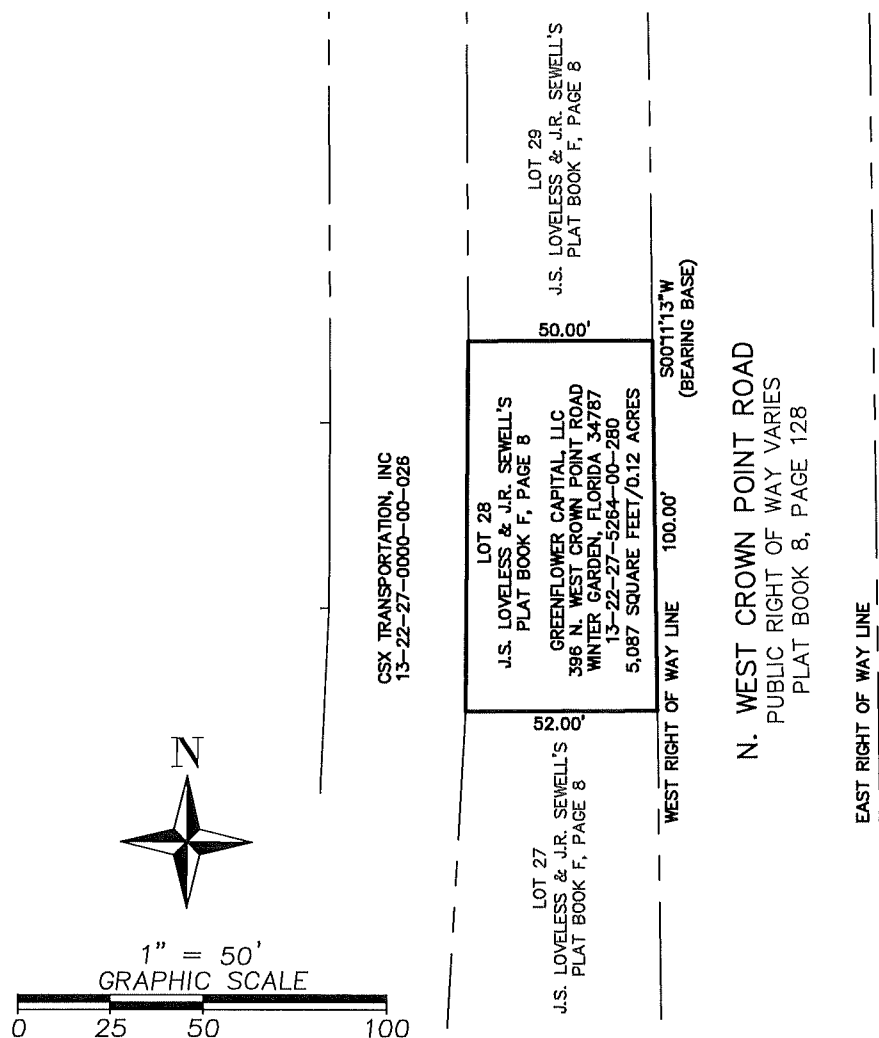 LOT 29
J.S. LOVELESS & J.R. SEWELL'S
PLAT BOOK F, PAGE 8
50.00'
S00°11'13"W
(BEARING BASE)
CSX TRANSPORTATION, INC
13-22-27-0000-00-026
LOT 28
J.S. LOVELESS & J.R. SEWELL'S
PLAT BOOK F, PAGE 8
GREENFLOWER CAPITAL, LLC
396 N. WEST CROWN POINT ROAD
WINTER GARDEN, FLORIDA 34787
13-22-27-5264-00-280
5,087 SQUARE FEET/0.12 ACRES
100.00'
52.00'
WEST RIGHT OF WAY LINE
N. WEST CROWN POINT ROAD
PUBLIC RIGHT OF WAY VARIES
PLAT BOOK 8, PAGE 128
EAST RIGHT OF WAY LINE
LOT 27
J.S. LOVELESS & J.R. SEWELL'S
PLAT BOOK F, PAGE 8
N
1" = 50'
GRAPHIC SCALE
0 25 50 100